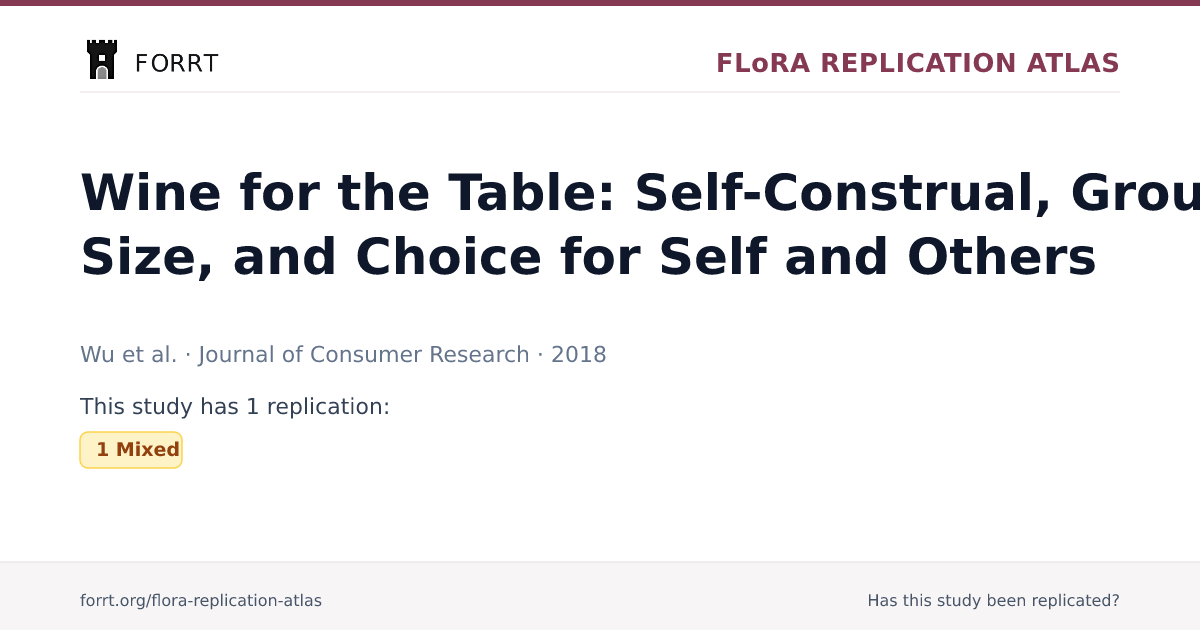 FORRT
FLoRA REPLICATION ATLAS
Wine for the Table: Self-Construal, Grou
Size, and Choice for Self and Others
Wu et al. · Journal of Consumer Research · 2018
This study has 1 replication:
1 Mixed
forrt.org/flora-replication-atlas
Has this study been replicated?